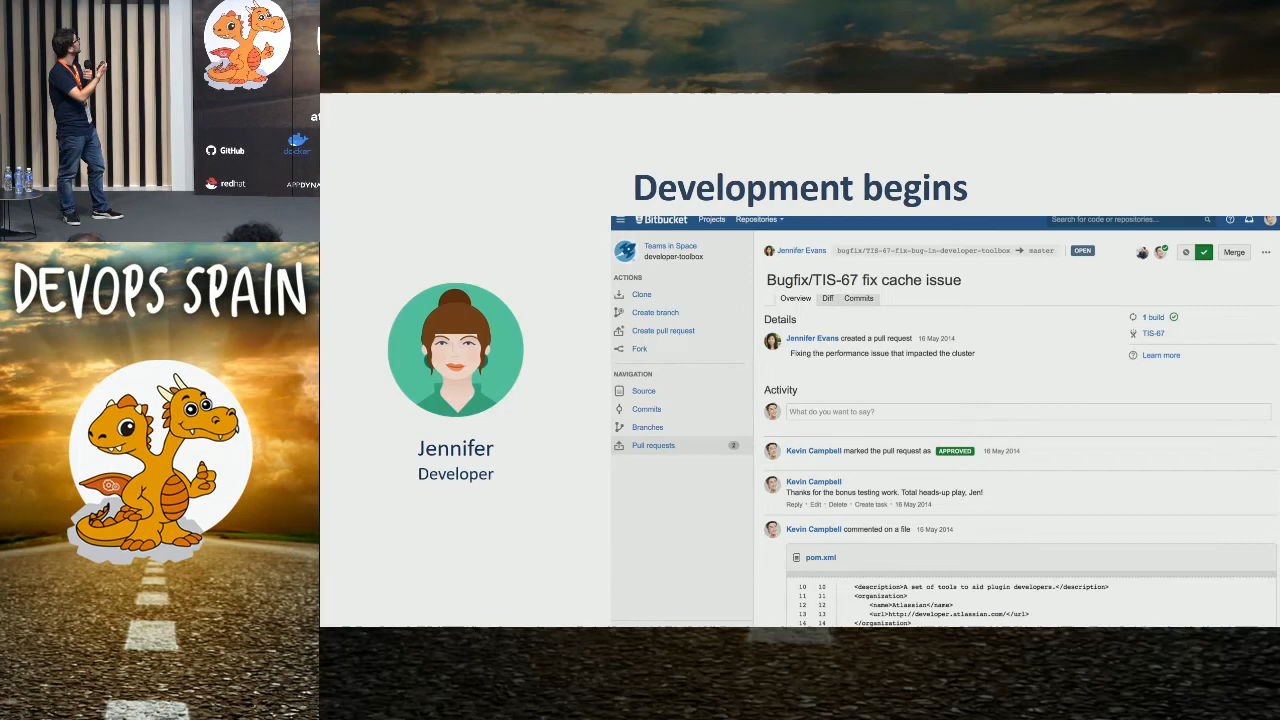 GitHub
docker
redhat
DEVOPS SPAIN
Development begins
Jennifer
Developer
Bitbucket
Projects
Repositories
Search for code or repositories...
Teams in Space
developer-toolbox
ACTIONS
Clone
Create branch
Create pull request
Fork
NAVIGATION
Source
Commits
Branches
Pull requests 2
Jennifer Evans bugfix/TIS-67-fix-bug-in-developer-toolbox → master OPEN
Merge
Bugfix/TIS-67 fix cache issue
Overview Diff Commits
Details
Jennifer Evans created a pull request 16 May 2014
Fixing the performance issue that impacted the cluster
1 build
TIS-67
Learn more
Activity
What do you want to say?
Kevin Campbell marked the pull request as APPROVED 16 May 2014
Kevin Campbell
Thanks for the bonus testing work. Total heads-up play, Jen!
Reply · Edit · Delete · Create task · 16 May 2014
Kevin Campbell commented on a file 16 May 2014
pom.xml
10 10 <description>A set of tools to aid plugin developers.</description>
11 11 <organization>
12 12 <name>Atlassian</name>
13 13 <url>http://developer.atlassian.com/</url>
14 14 </organization>